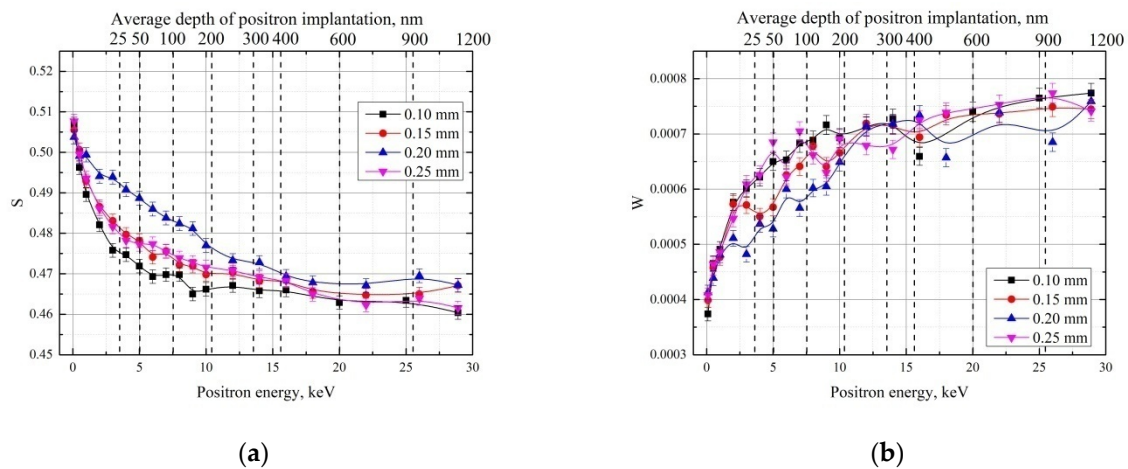 Average depth of positron implantation, nm
25 50 100 200 300 400 600 900 1200
0.52
0.51
0.50
0.49
0.48
0.47
0.46
0.45
S
0.10 mm
0.15 mm
0.20 mm
0.25 mm
0 5 10 15 20 25 30
Positron energy, keV
(a)
Average depth of positron implantation, nm
25 50 100 200 300 400 600 900 1200
0.0008
0.0007
0.0006
0.0005
0.0004
0.0003
W
0.10 mm
0.15 mm
0.20 mm
0.25 mm
0 5 10 15 20 25 30
Positron energy, keV
(b)